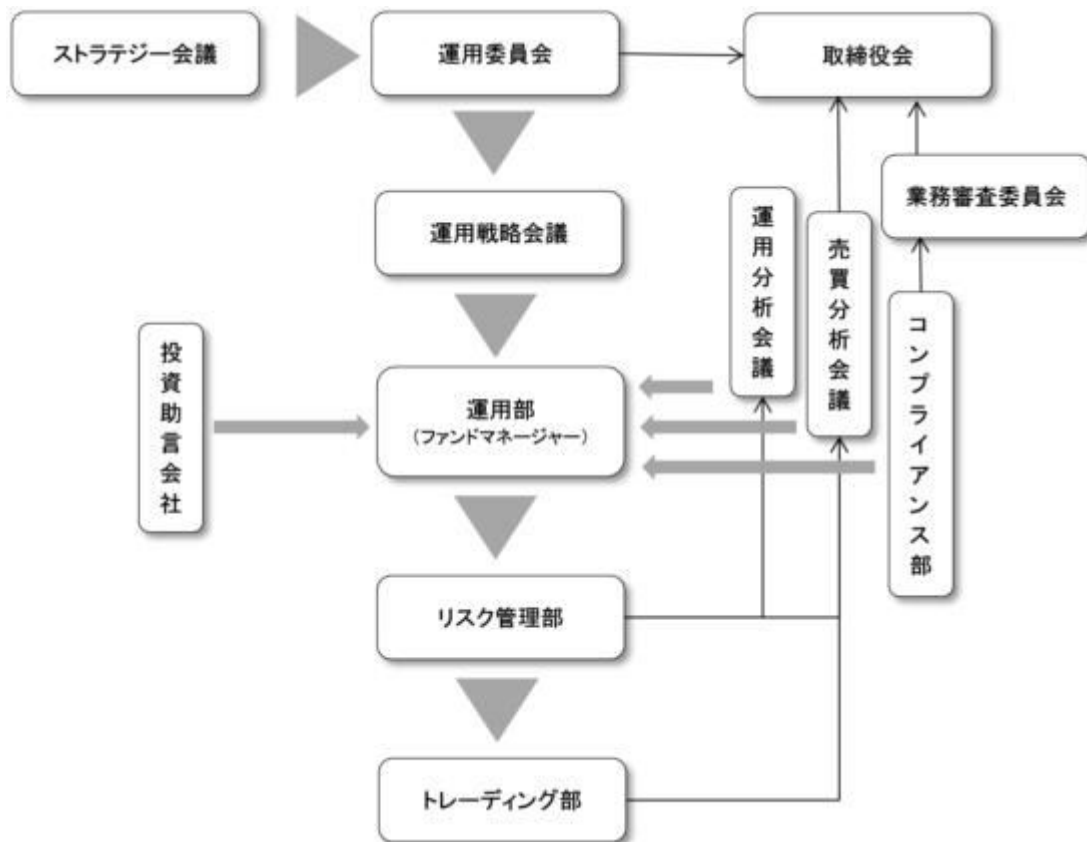 ストラテジー会議
運用委員会
取締役会
業務審査委員会
運用戦略会議
運用分析会議
売買分析会議
コンプライアンス部
投資助言会社
運用部
(ファンドマネージャー)
リスク管理部
トレーディング部